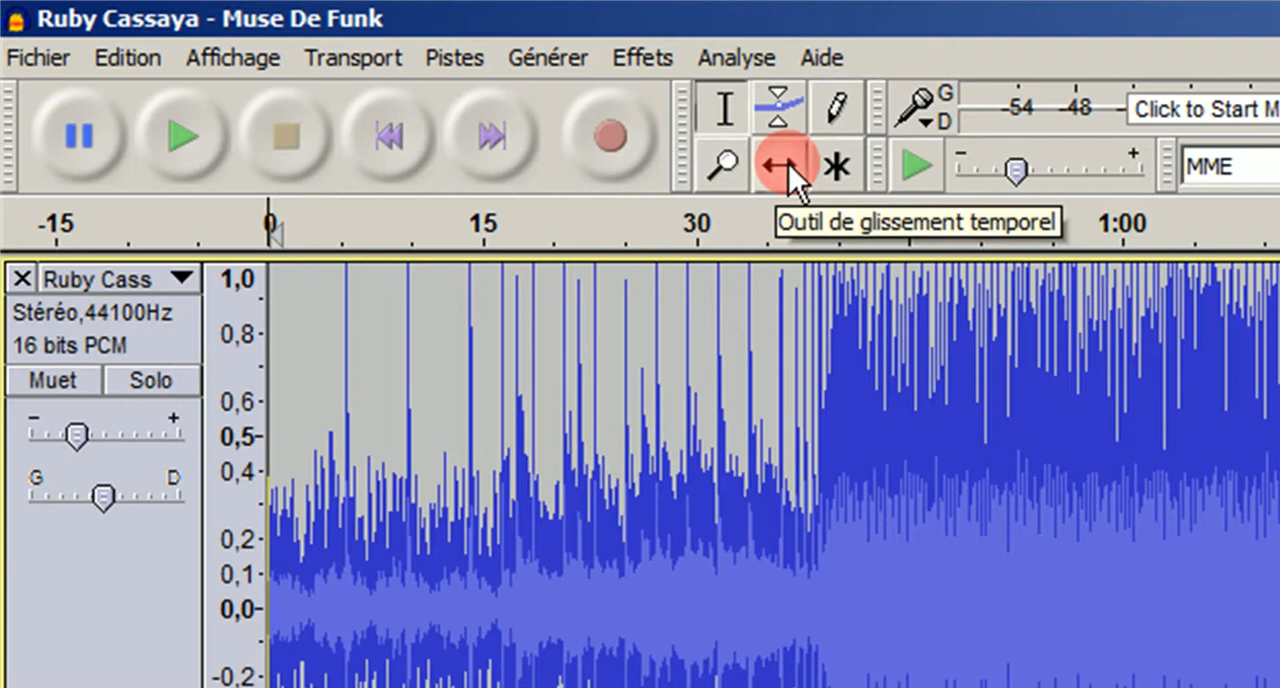 Ruby Cassaya - Muse De Funk
Fichier Edition Affichage Transport Pistes Générer Effets Analyse Aide
G
D
-54 -48 Click to Start M
- + MME
-15 0 15 30 1:00
Outil de glissement temporel
Ruby Cass
Stéréo,44100Hz
16 bits PCM
Muet Solo
- +
G D
1,0
0,8-
0,6-
0,5-
0,4-
0,2-
0,1-
0,0-
-0,2-